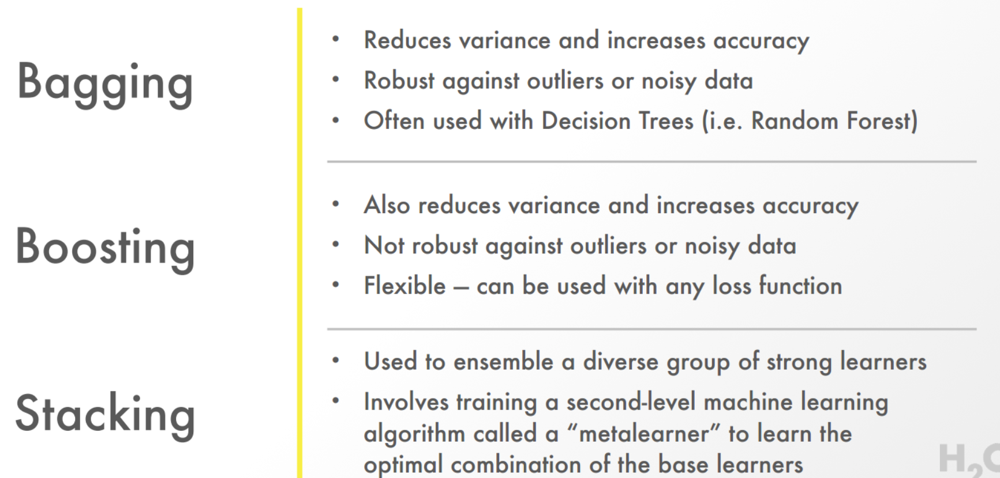 Bagging
• Reduces variance and increases accuracy
• Robust against outliers or noisy data
• Often used with Decision Trees (i.e. Random Forest)
Boosting
• Also reduces variance and increases accuracy
• Not robust against outliers or noisy data
• Flexible – can be used with any loss function
Stacking
• Used to ensemble a diverse group of strong learners
• Involves training a second-level machine learning
algorithm called a “metalearner” to learn the
optimal combination of the base learners
H₂O